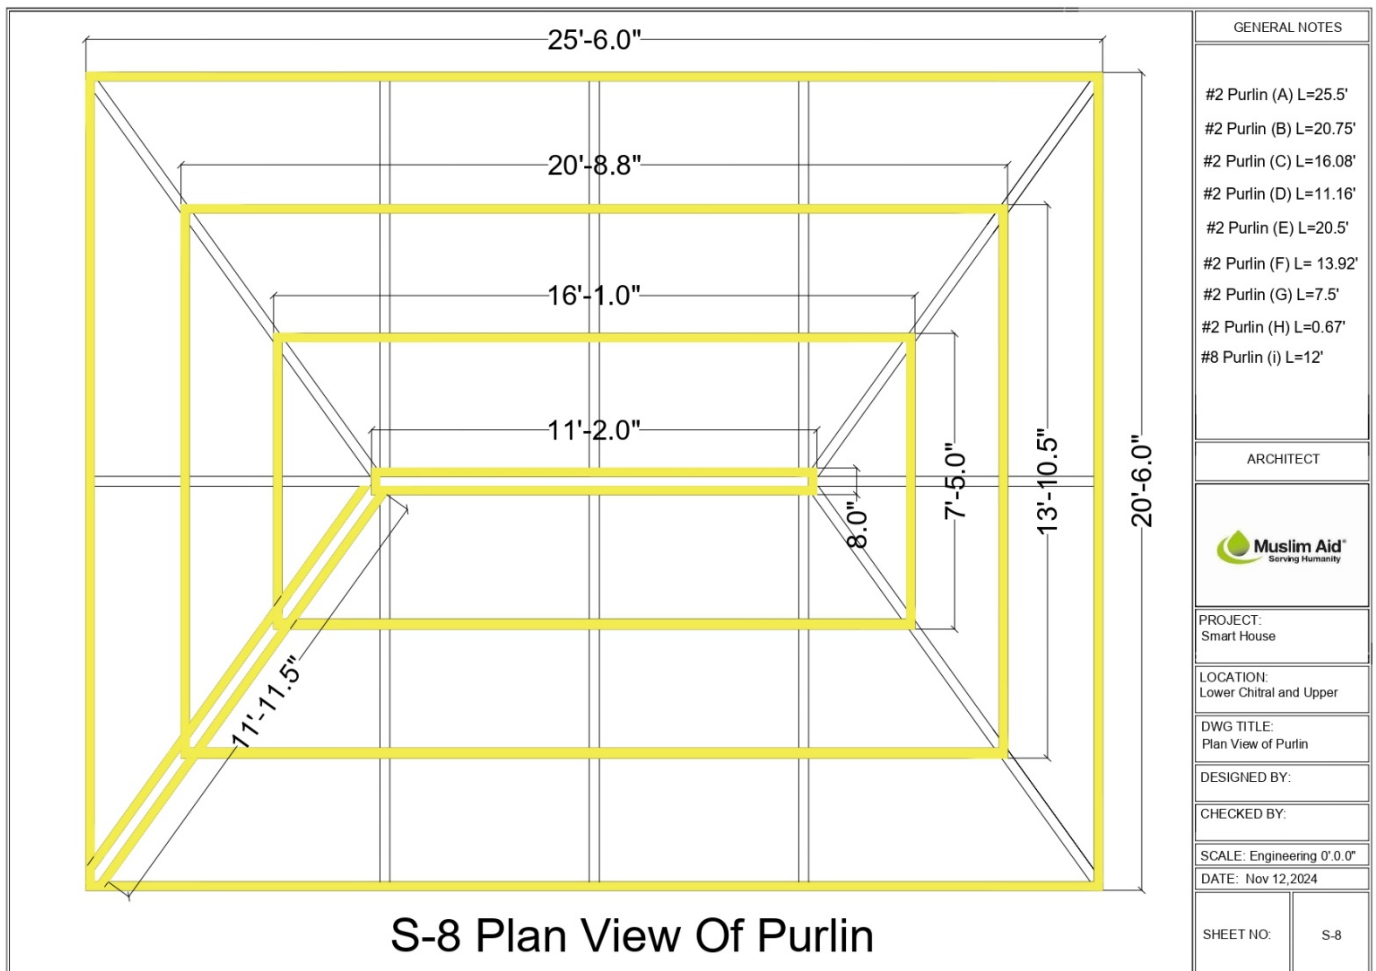 25'-6.0"
20'-8.8"
16'-1.0"
11'-2.0"
8.0"
7'-5.0"
13'-10.5"
20'-6.0"
11'-11.5"
S-8 Plan View Of Purlin
GENERAL NOTES
#2 Purlin (A) L=25.5'
#2 Purlin (B) L=20.75'
#2 Purlin (C) L=16.08'
#2 Purlin (D) L=11.16'
#2 Purlin (E) L=20.5'
#2 Purlin (F) L= 13.92'
#2 Purlin (G) L=7.5'
#2 Purlin (H) L=0.67'
#8 Purlin (i) L=12'
ARCHITECT
Muslim Aid®
Serving Humanity
PROJECT:
Smart House
LOCATION:
Lower Chitral and Upper
DWG TITLE:
Plan View of Purlin
DESIGNED BY:
CHECKED BY:
SCALE: Engineering 0'.0.0"
DATE: Nov 12,2024
SHEET NO: S-8